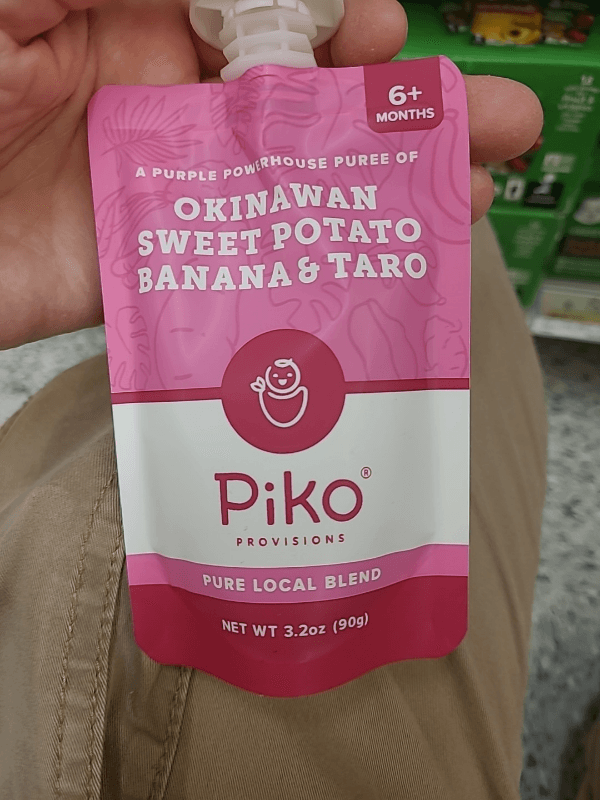 6+
MONTHS
A PURPLE POWERHOUSE PUREE OF
OKINAWAN
SWEET POTATO
BANANA & TARO
Piko®
PROVISIONS
PURE LOCAL BLEND
NET WT 3.2oz (90g)